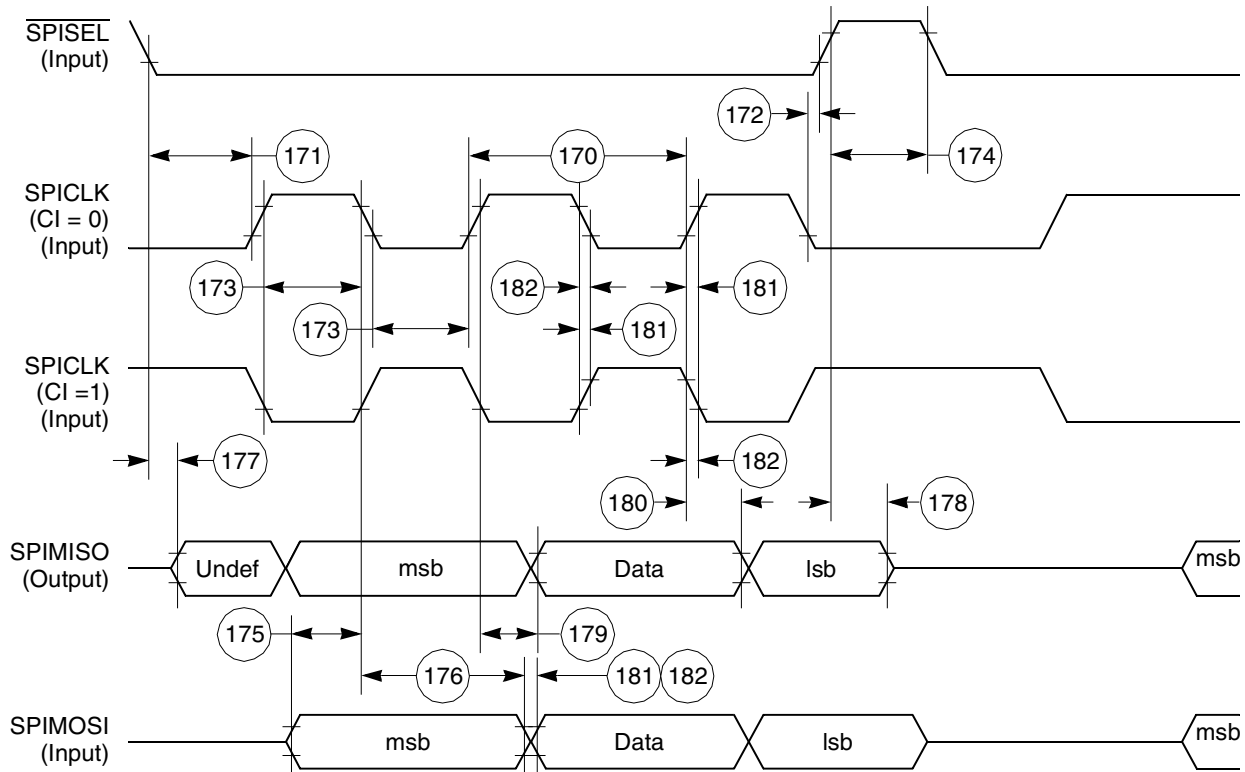 SPISEL
(Input)
172
171
170
174
SPICLK
(CI = 0)
(Input)
173
182
181
173
181
SPICLK
(CI =1)
(Input)
177
182
180
178
SPIMISO
(Output)
Undef
msb
Data
lsb
msb
175
179
176
181
182
SPIMOSI
(Input)
msb
Data
lsb
msb